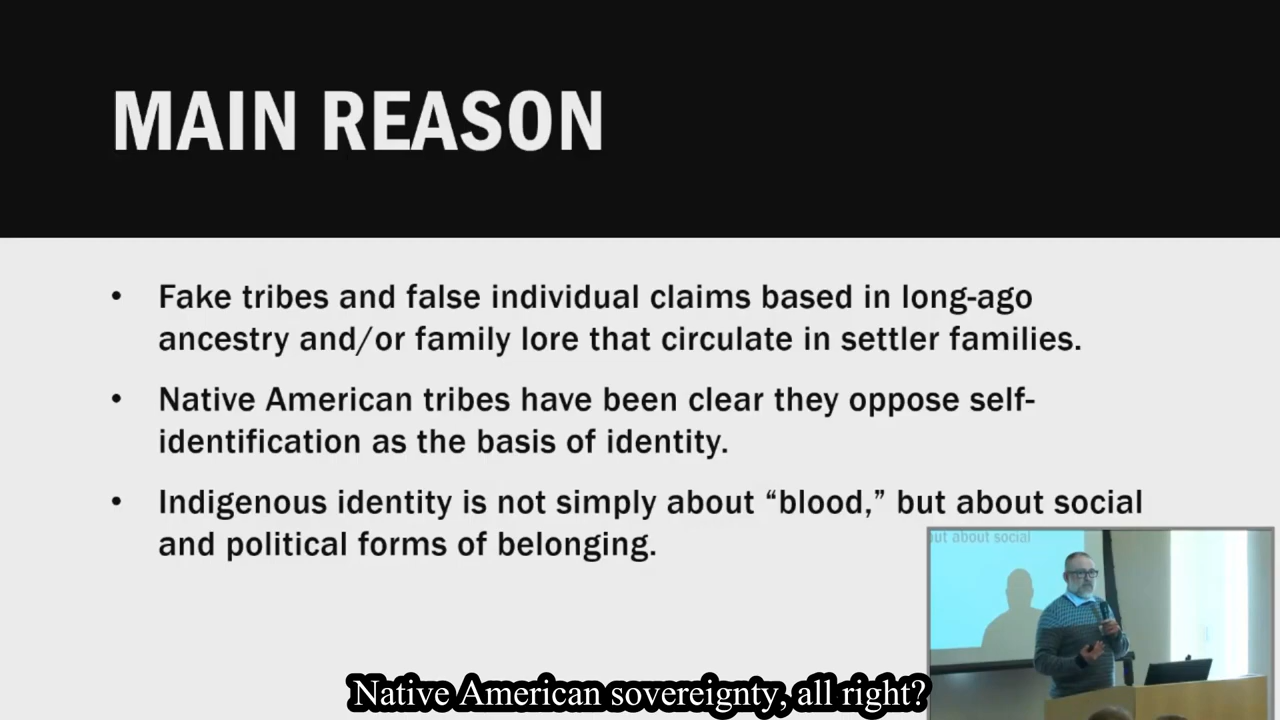 MAIN REASON
• Fake tribes and false individual claims based in long-ago
ancestry and/or family lore that circulate in settler families.
• Native American tribes have been clear they oppose self-
identification as the basis of identity.
• Indigenous identity is not simply about “blood,” but about social
and political forms of belonging.
but about social
Native American sovereignty, all right?